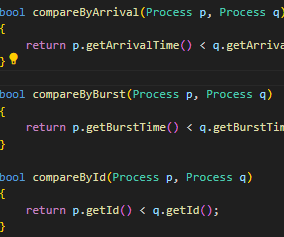 bool compareByArrival(Process p, Process q)
{
return p.getArrivalTime() < q.getArriva
}
bool compareByBurst(Process p, Process q)
{
return p.getBurstTime() < q.getBurstTim
}
bool compareById(Process p, Process q)
{
return p.getId() < q.getId();
}